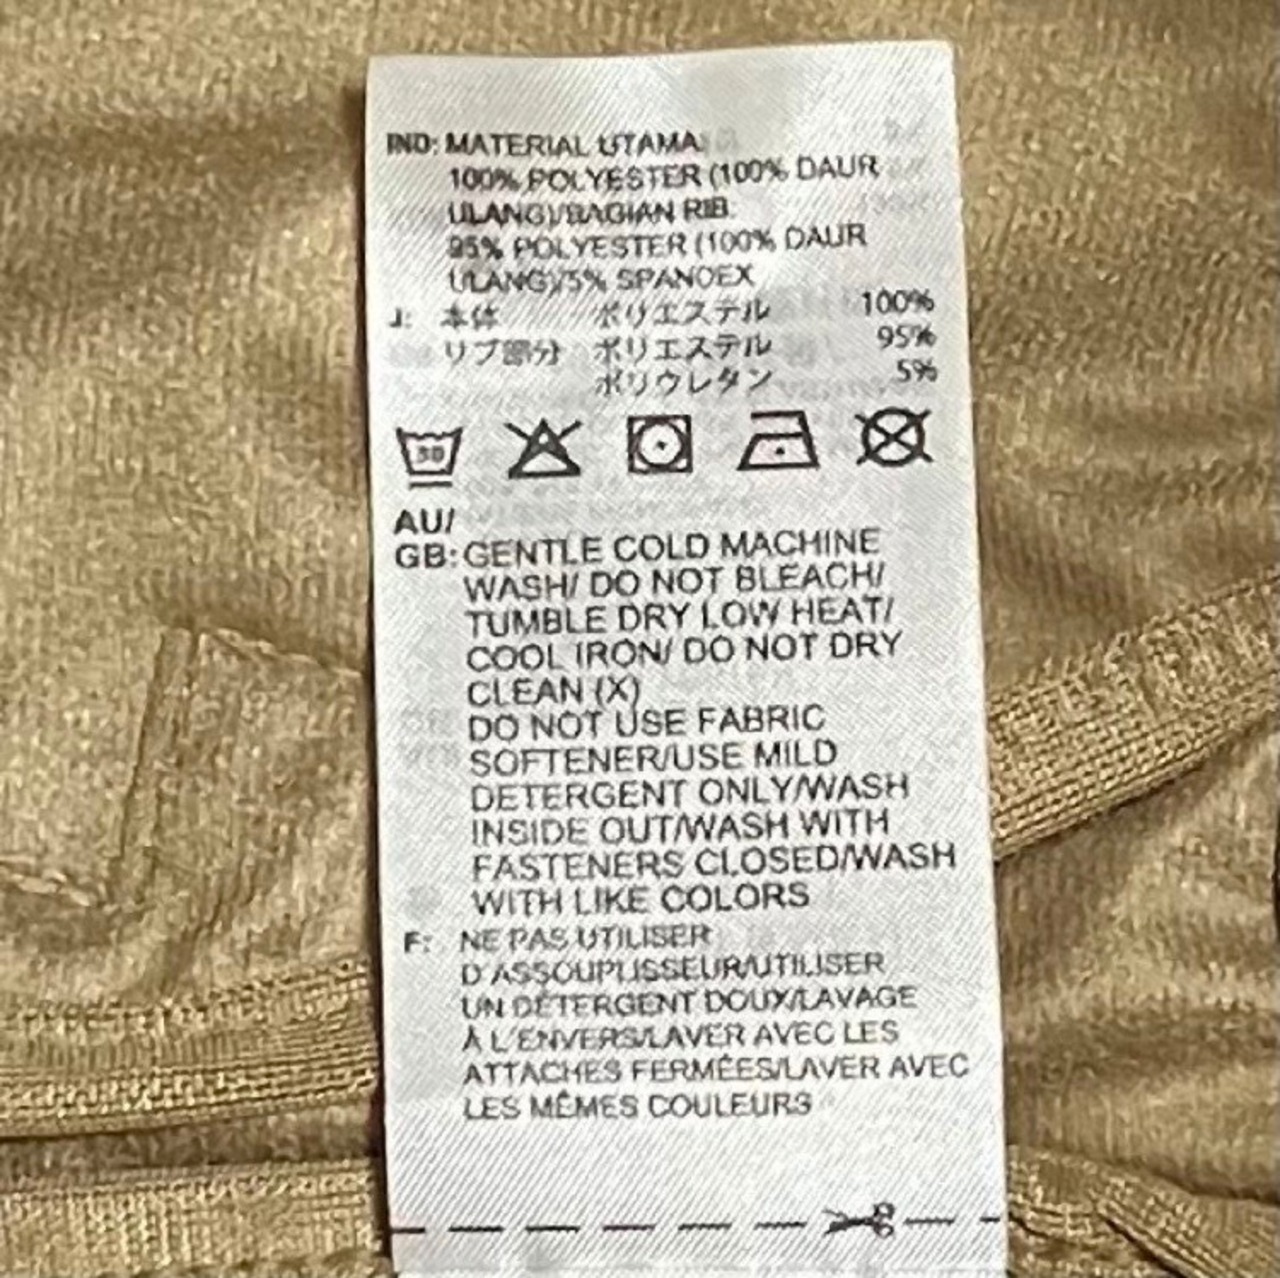 IND: MATERIAL UTAMA:
100% POLYESTER (100% DAUR
ULANG)/BAGIAN RIB:
95% POLYESTER (100% DAUR
ULANG)/5% SPANDEX
J: 本体 ポリエステル 100%
リブ部分 ポリエステル 95%
ポリウレタン 5%
30
AU/
GB: GENTLE COLD MACHINE
WASH/ DO NOT BLEACH/
TUMBLE DRY LOW HEAT/
COOL IRON/ DO NOT DRY
CLEAN (X)
DO NOT USE FABRIC
SOFTENER/USE MILD
DETERGENT ONLY/WASH
INSIDE OUT/WASH WITH
FASTENERS CLOSED/WASH
WITH LIKE COLORS
F: NE PAS UTILISER
D'ASSOUPLISSEUR/UTILISER
UN DÉTERGENT DOUX/LAVAGE
À L'ENVERS/LAVER AVEC LES
ATTACHES FERMÉES/LAVER AVEC
LES MÊMES COULEURS